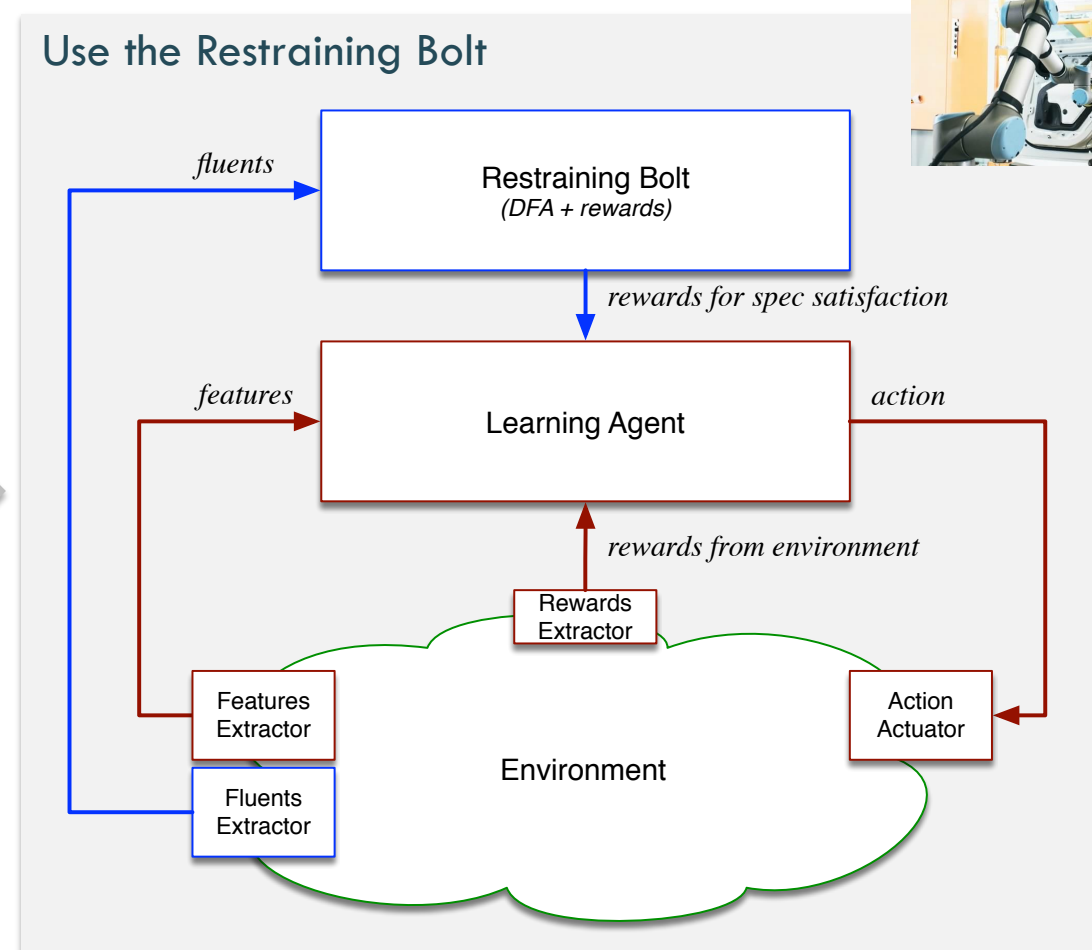 Use the Restraining Bolt
fluents
Restraining Bolt
(DFA + rewards)
rewards for spec satisfaction
features
Learning Agent
action
rewards from environment
Rewards
Extractor
Features
Extractor
Action
Actuator
Environment
Fluents
Extractor